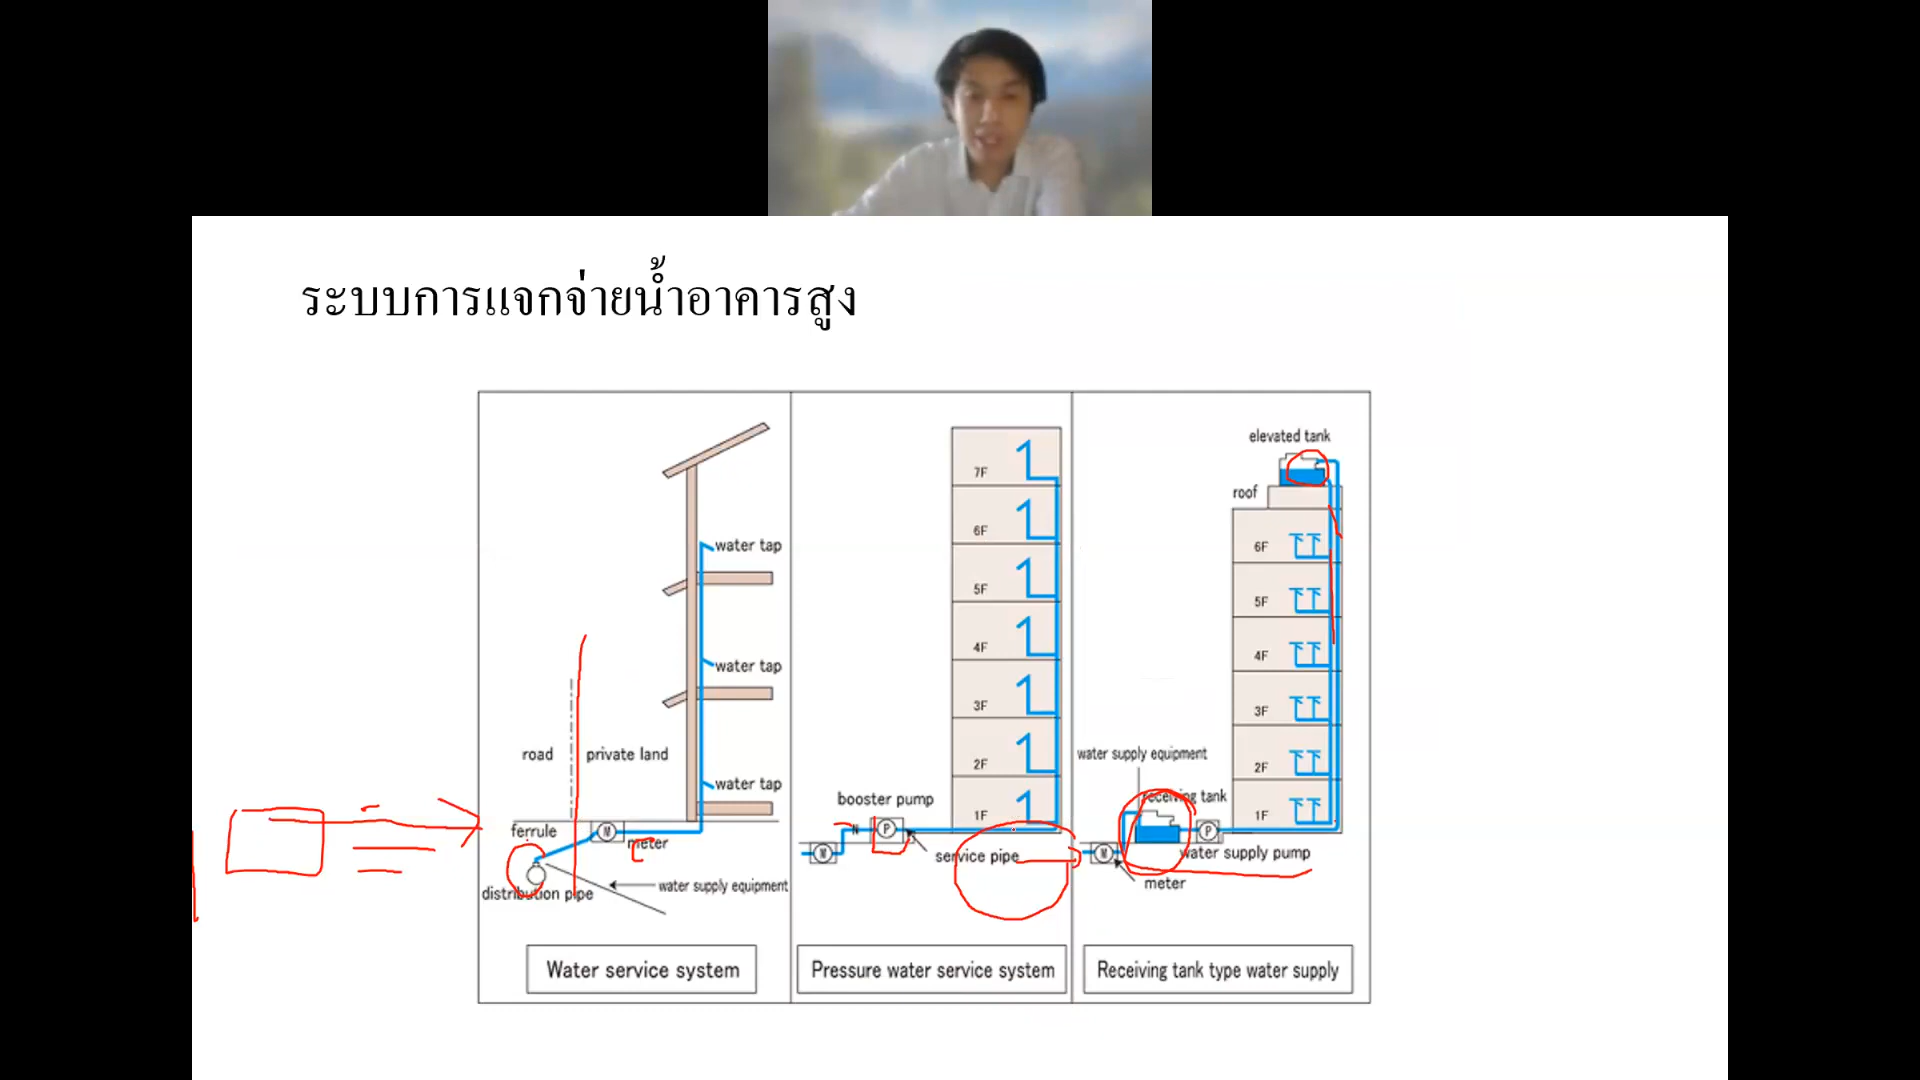 ระบบการแจกจ่ายน้ำอาคารสูง
water tap
water tap
water tap
road
private land
ferrule
M
meter
distribution pipe
water supply equipment
Water service system
7F
6F
5F
4F
3F
2F
1F
booster pump
M
N
P
service pipe
Pressure water service system
elevated tank
roof
6F
5F
4F
3F
2F
1F
water supply equipment
receiving tank
M
P
water supply pump
meter
Receiving tank type water supply